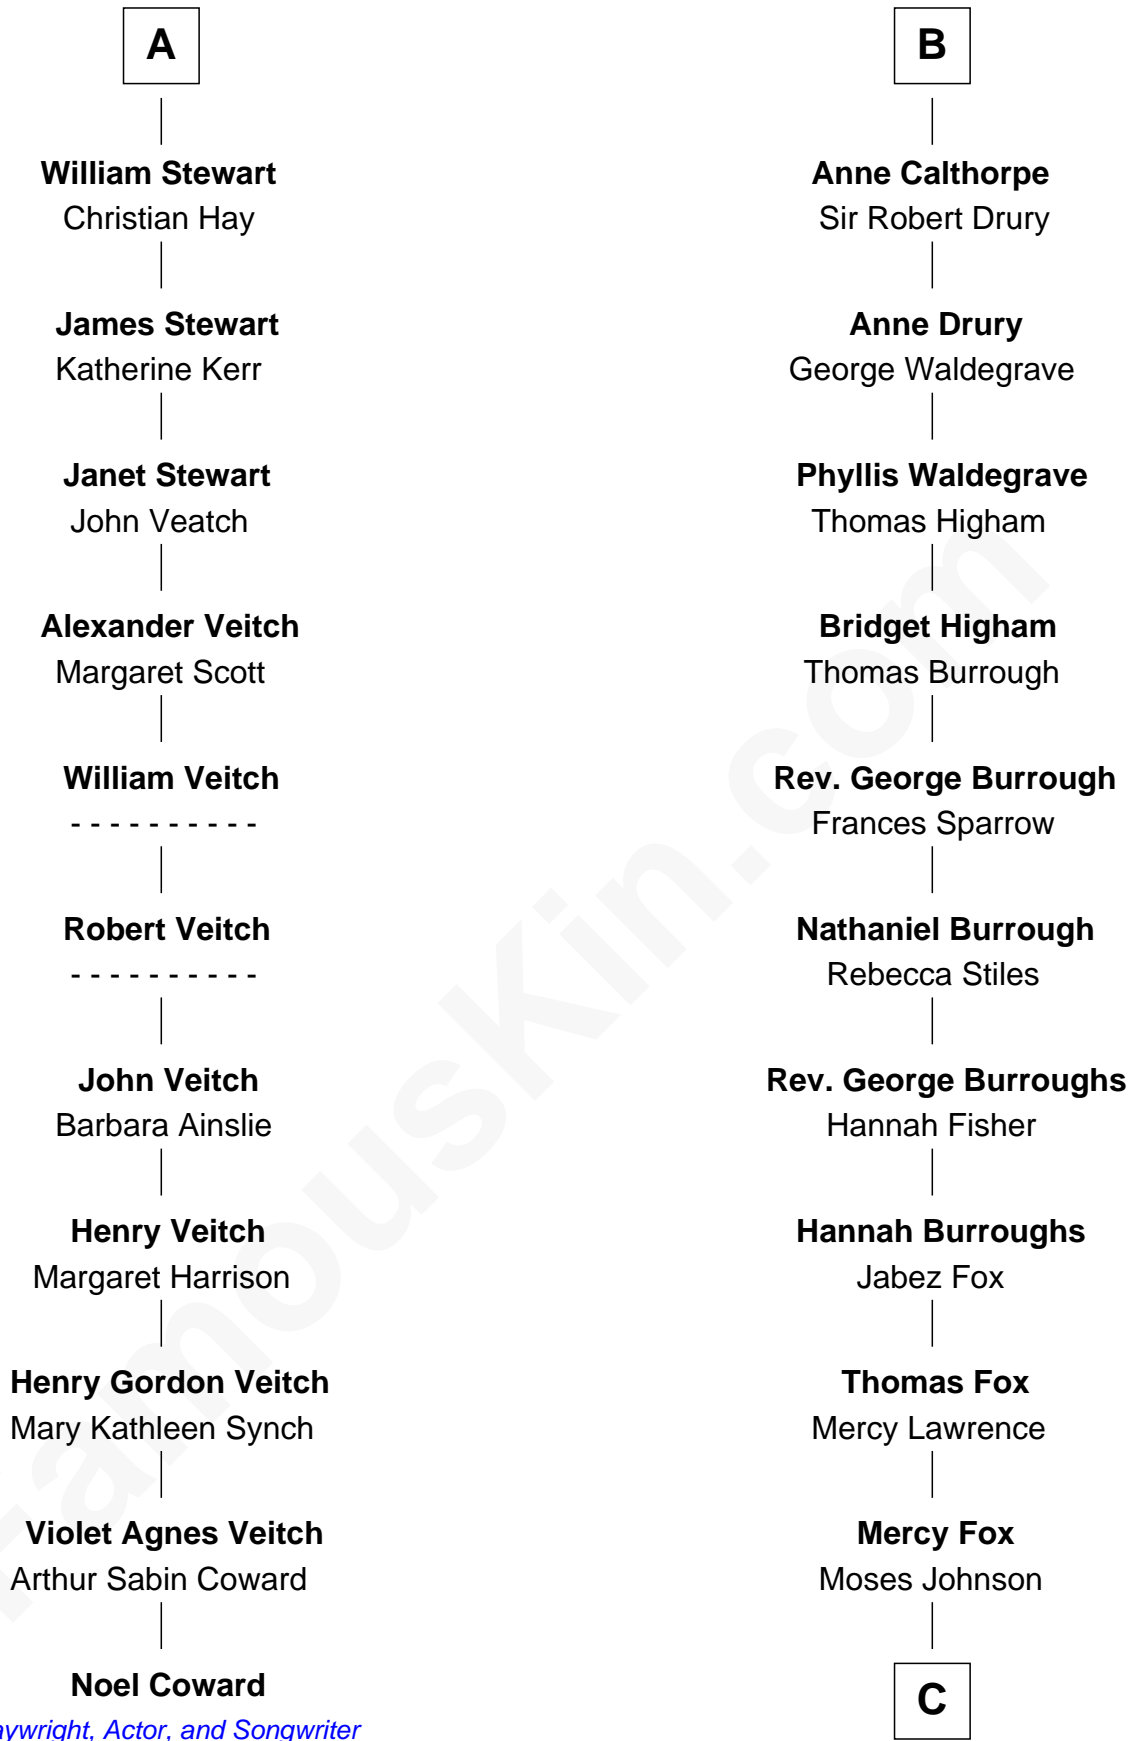 A
William Stewart
Christian Hay
James Stewart
Katherine Kerr
Janet Stewart
John Veatch
Alexander Veitch
Margaret Scott
William Veitch
- - - - - - - - - -
Robert Veitch
- - - - - - - - - -
John Veitch
Barbara Ainslie
Henry Veitch
Margaret Harrison
Henry Gordon Veitch
Mary Kathleen Synch
Violet Agnes Veitch
Arthur Sabin Coward
Noel Coward
aywright, Actor, and Songwriter
B
Anne Calthorpe
Sir Robert Drury
Anne Drury
George Waldegrave
Phyllis Waldegrave
Thomas Higham
Bridget Higham
Thomas Burrough
Rev. George Burrough
Frances Sparrow
Nathaniel Burrough
Rebecca Stiles
Rev. George Burroughs
Hannah Fisher
Hannah Burroughs
Jabez Fox
Thomas Fox
Mercy Lawrence
Mercy Fox
Moses Johnson
C
FamousKin.com